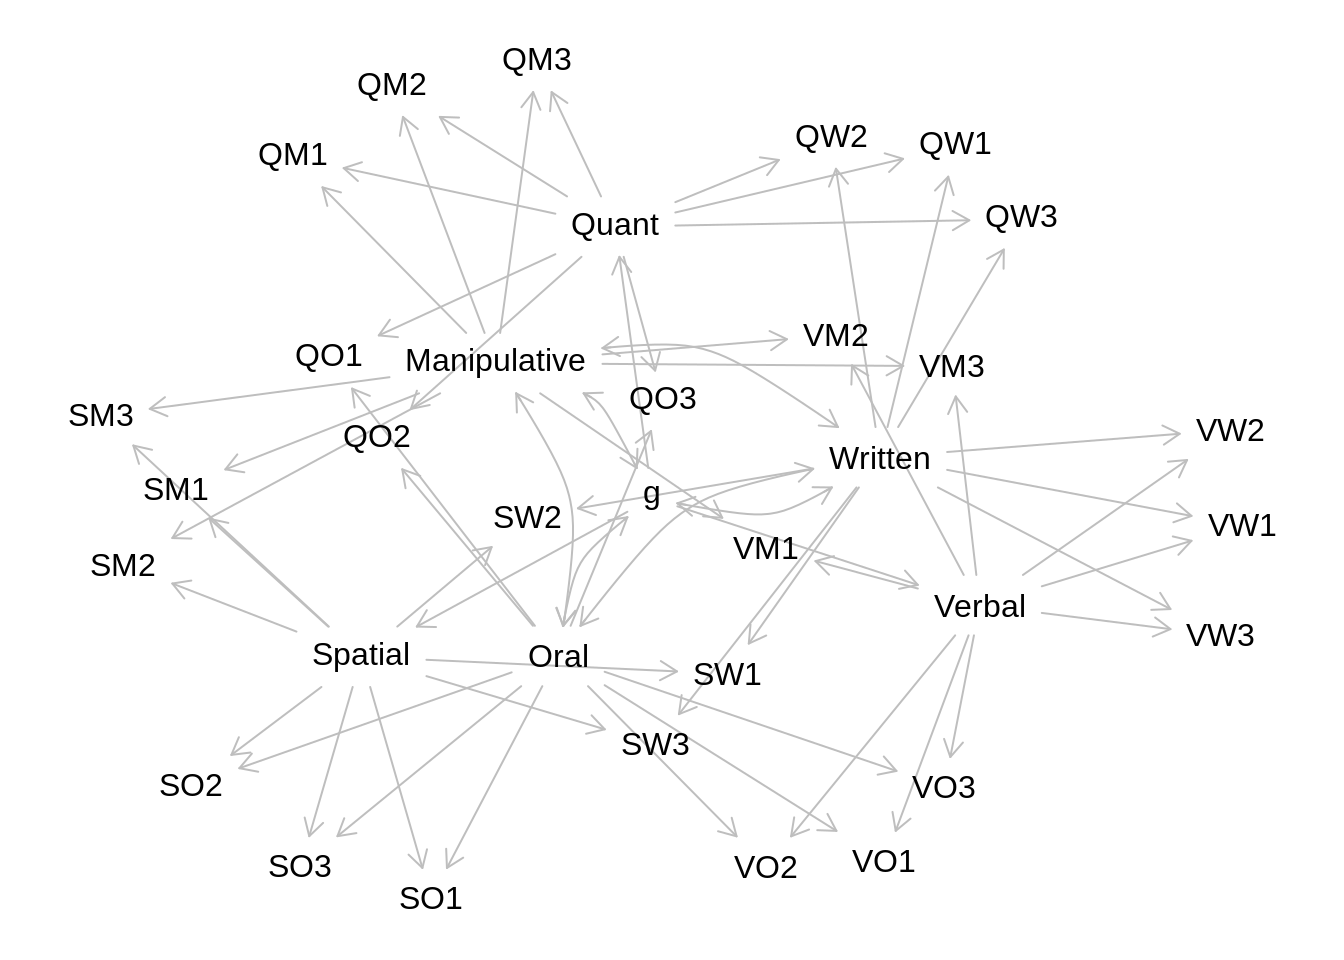 QM3
QM2
QM1
QW2
QW1
QW3
Quant
VM2
VM3
QO1
Manipulative
QO3
SM3
QO2
VW2
Written
SM1
g
SW2
VW1
VM1
SM2
Verbal
VW3
Spatial
Oral
SW1
SW3
SO2
VO3
SO3
VO2
VO1
SO1